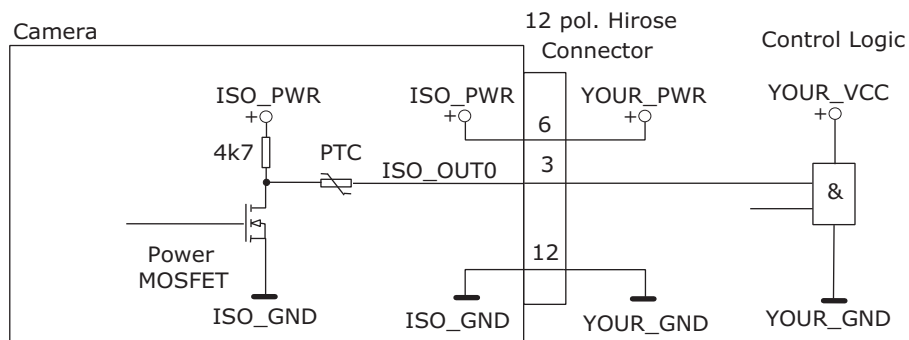 Camera
12 pol. Hirose
Connector
Control Logic
ISO_PWR
ISO_PWR
YOUR_PWR
YOUR_VCC
+
+
+
+
6
4k7
PTC
ISO_OUT0
3
&
Power
MOSFET
12
ISO_GND
ISO_GND
YOUR_GND
YOUR_GND